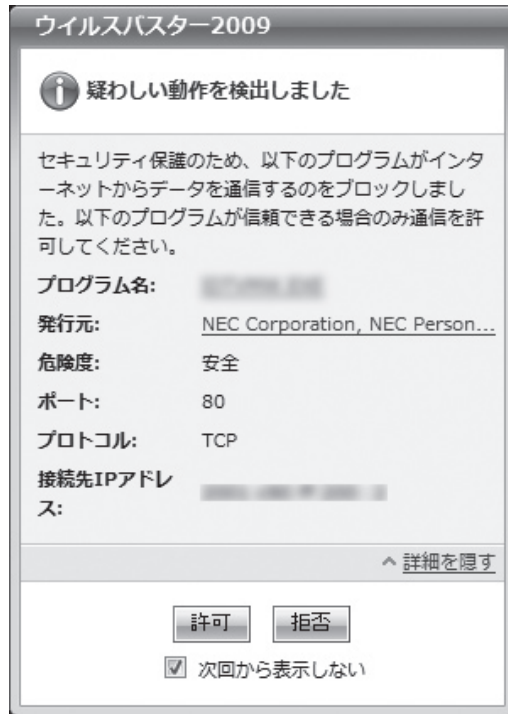 ウイルスバスター2009
疑わしい動作を検出しました
セキュリティ保護のため、以下のプログラムがインタ
ーネットからデータを通信するのをブロックしまし
た。以下のプログラムが信頼できる場合のみ通信を許
可してください。
プログラム名:
発行元: NEC Corporation, NEC Person...
危険度: 安全
ポート: 80
プロトコル: TCP
接続先IPアドレ
ス:
^ 詳細を隠す
許可 拒否
次回から表示しない